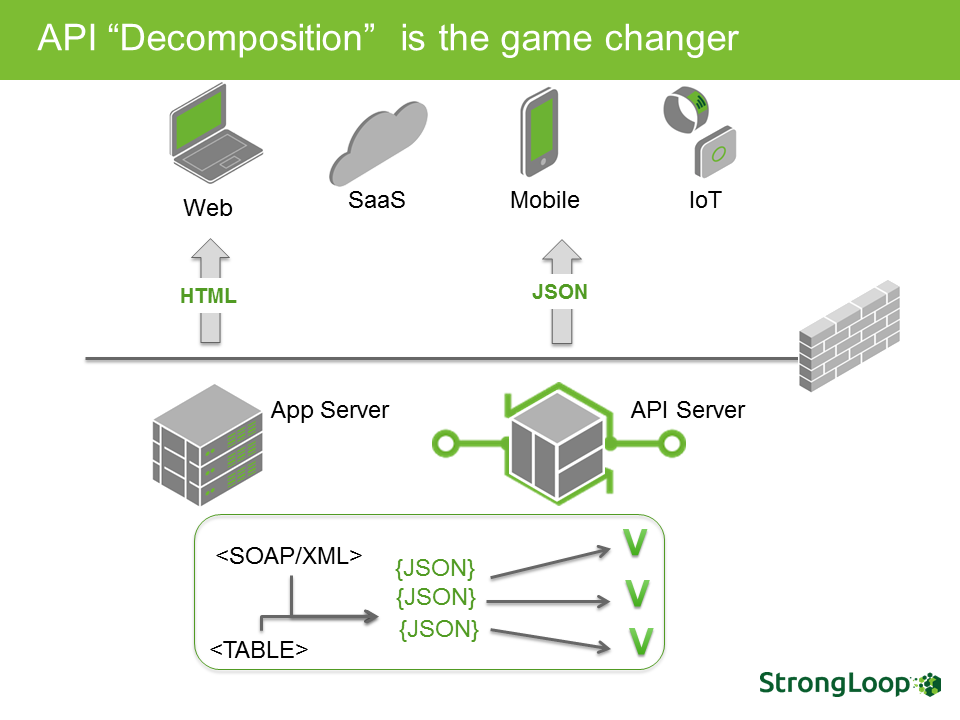 API “Decomposition” is the game changer
Web
SaaS
Mobile
IoT
HTML
JSON
App Server
API Server
<SOAP/XML>
{JSON}
{JSON}
{JSON}
<TABLE>
V
V
V
StrongLoop